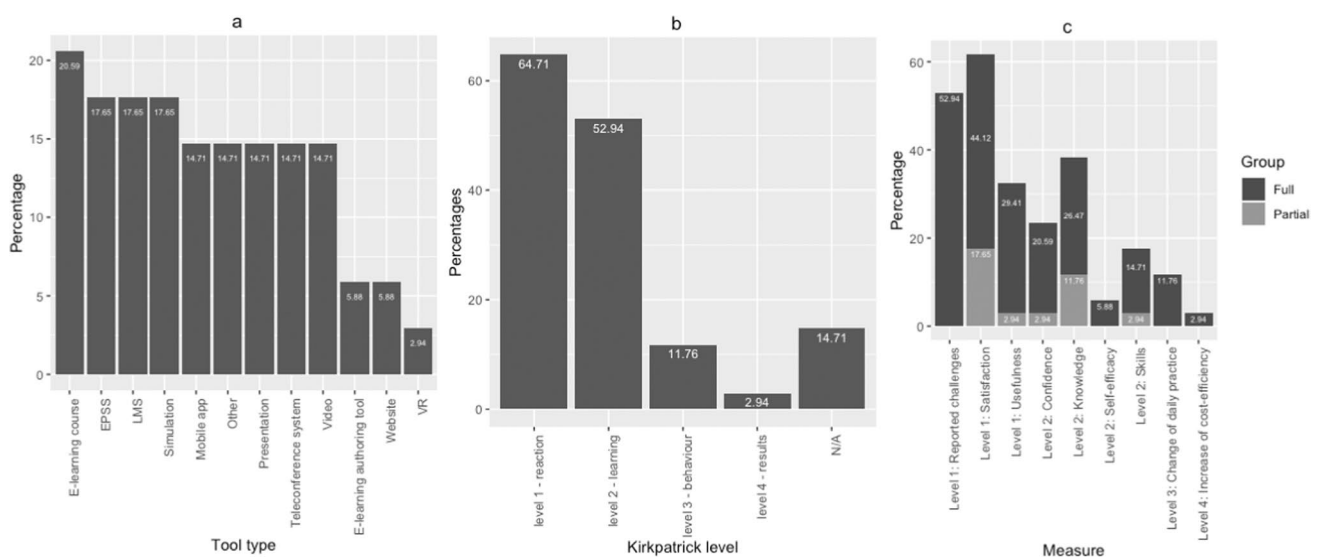 a
Percentage
20
15
10
5
0
20.59
17.65
17.65
17.65
14.71
14.71
14.71
14.71
14.71
5.88
5.88
2.94
E-learning course
EPSS
LMS
Simulation
Mobile app
Other
Presentation
Teleconference system
Video
E-learning authoring tool
Website
VR
Tool type
b
Percentages
60
40
20
0
64.71
52.94
11.76
2.94
14.71
level 1 - reaction
level 2 - learning
level 3 - behaviour
level 4 - results
N/A
Kirkpatrick level
c
Percentage
60
40
20
0
52.94
44.12
17.65
29.41
2.94
20.59
2.94
26.47
11.76
5.88
14.71
2.94
11.76
2.94
Level 1: Reported challenges
Level 1: Satisfaction
Level 1: Usefulness
Level 2: Confidence
Level 2: Knowledge
Level 2: Self-efficacy
Level 2: Skills
Level 3: Change of daily practice
Level 4: Increase of cost-efficiency
Measure
Group
Full
Partial